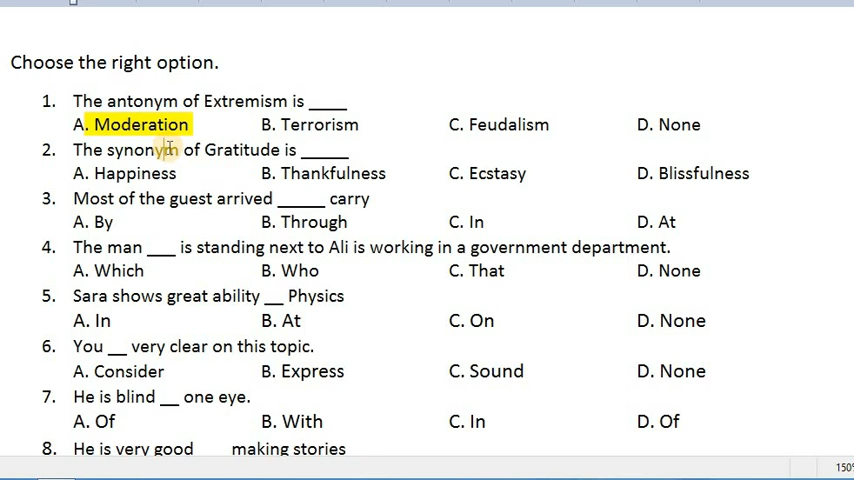 Choose the right option.
1. The antonym of Extremism is ____
A. Moderation B. Terrorism C. Feudalism D. None
2. The synonym of Gratitude is _____
A. Happiness B. Thankfulness C. Ecstasy D. Blissfulness
3. Most of the guest arrived _____ carry
A. By B. Through C. In D. At
4. The man ___ is standing next to Ali is working in a government department.
A. Which B. Who C. That D. None
5. Sara shows great ability __ Physics
A. In B. At C. On D. None
6. You __ very clear on this topic.
A. Consider B. Express C. Sound D. None
7. He is blind __ one eye.
A. Of B. With C. In D. Of
8. He is very good making stories
150%